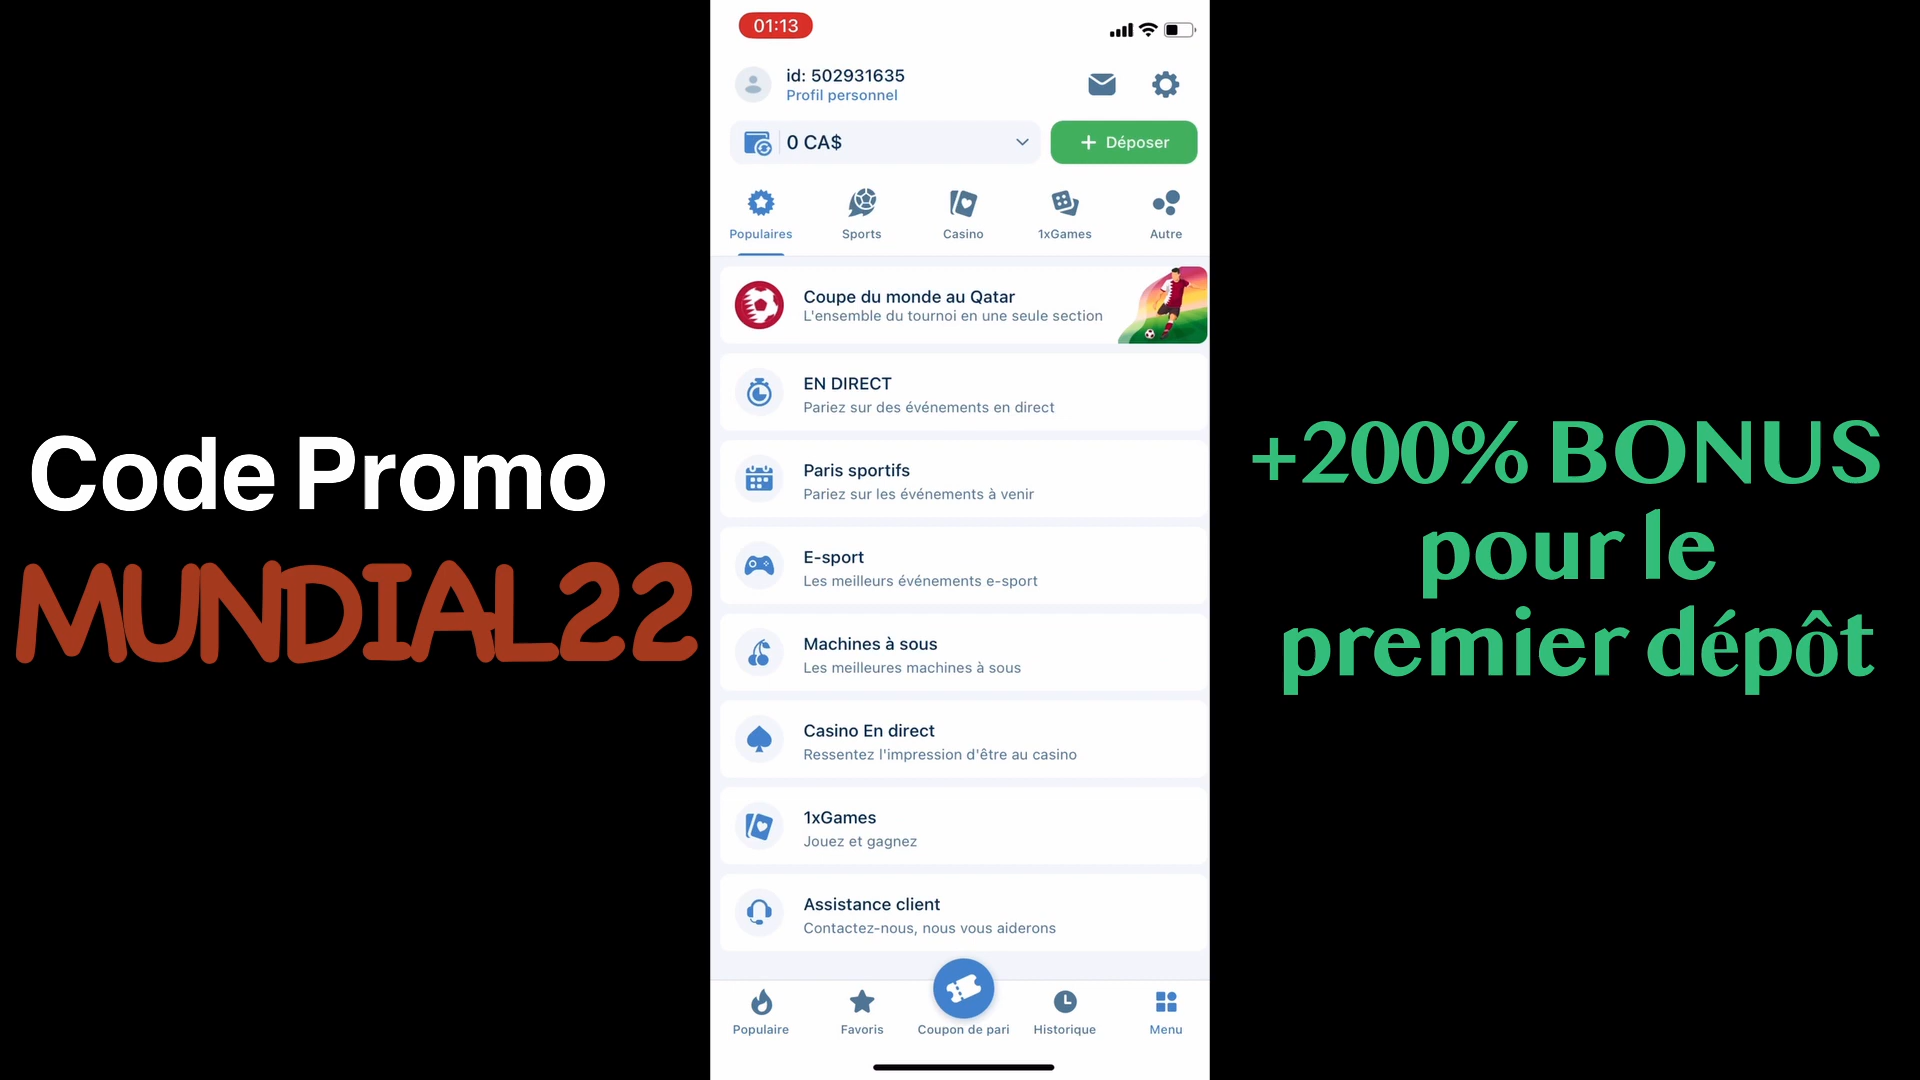 01:13
id: 502931635
Profil personnel
0 CA$
+ Déposer
Populaires
Sports
Casino
1xGames
Autre
Coupe du monde au Qatar
L'ensemble du tournoi en une seule section
EN DIRECT
Pariez sur des événements en direct
Paris sportifs
Pariez sur les événements à venir
E-sport
Les meilleurs événements e-sport
Machines à sous
Les meilleures machines à sous
Casino En direct
Ressentez l'impression d'être au casino
1xGames
Jouez et gagnez
Assistance client
Contactez-nous, nous vous aiderons
Populaire
Favoris
Coupon de pari
Historique
Menu
Code Promo
MUNDIAL22
+200% BONUS
pour le
premier dépôt